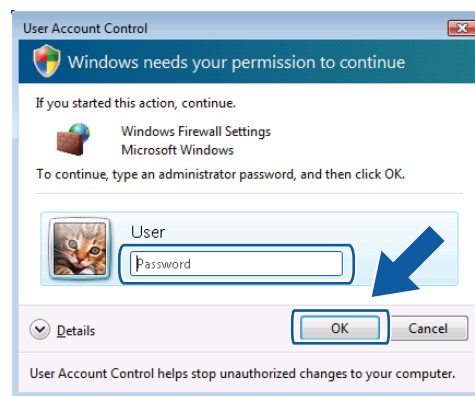 User Account Control
Windows needs your permission to continue
If you started this action, continue.
Windows Firewall Settings
Microsoft Windows
To continue, type an administrator password, and then click OK.
User
Password
Details
OK
Cancel
User Account Control helps stop unauthorized changes to your computer.